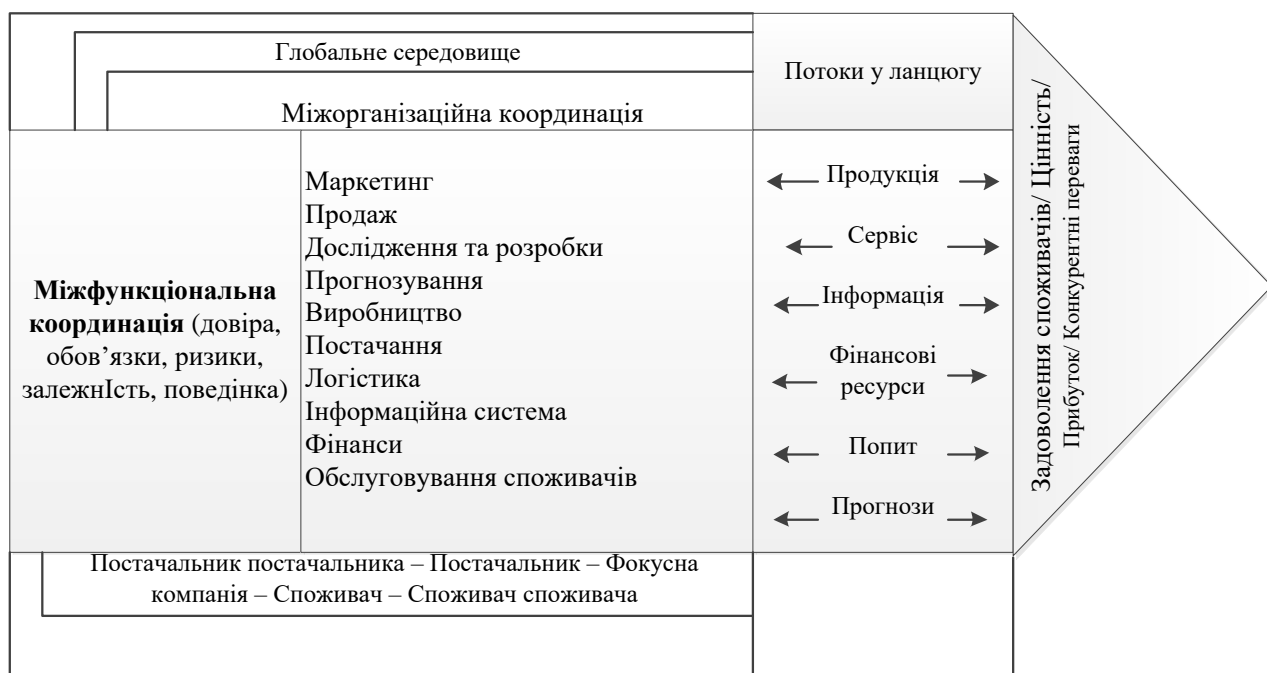 Глобальне середовище
Міжорганізаційна координація
Потоки у ланцюгу
Міжфункціональна
координація (довіра,
обов’язки, ризики,
залежнІсть, поведінка)
Маркетинг
Продаж
Дослідження та розробки
Прогнозування
Виробництво
Постачання
Логістика
Інформаційна система
Фінанси
Обслуговування споживачів
Продукція
Сервіс
Інформація
Фінансові
ресурси
Попит
Прогнози
Задоволення споживачів/ Цінність/
Прибуток/ Конкурентні переваги
Постачальник постачальника – Постачальник – Фокусна
компанія – Споживач – Споживач споживача